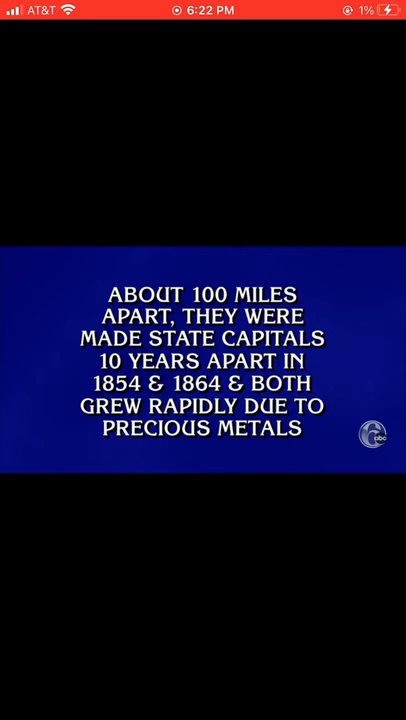 AT&T 6:22 PM 1%
ABOUT 100 MILES
APART, THEY WERE
MADE STATE CAPITALS
10 YEARS APART IN
1854 & 1864 & BOTH
GREW RAPIDLY DUE TO
PRECIOUS METALS
6 abc